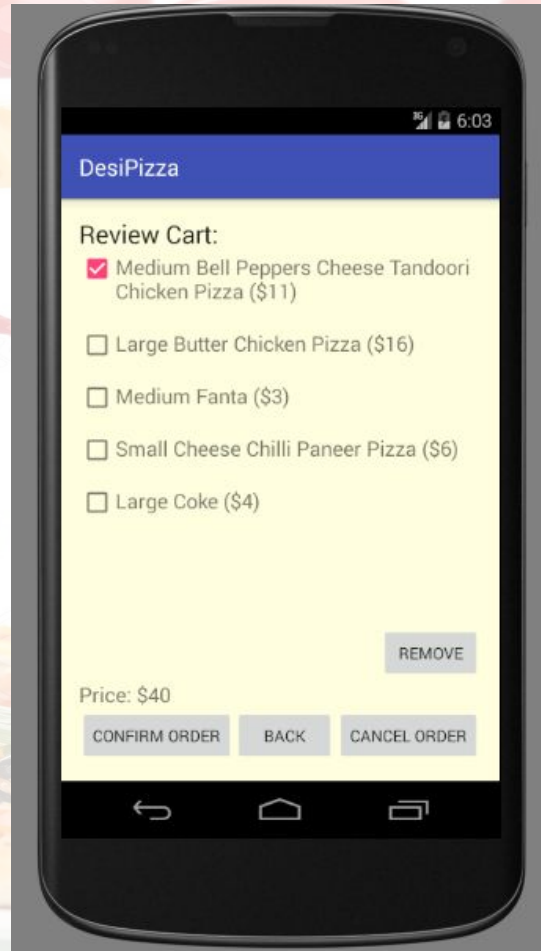 3G 6:03
DesiPizza
Review Cart:
Medium Bell Peppers Cheese Tandoori
Chicken Pizza ($11)
Large Butter Chicken Pizza ($16)
Medium Fanta ($3)
Small Cheese Chilli Paneer Pizza ($6)
Large Coke ($4)
REMOVE
Price: $40
CONFIRM ORDER BACK CANCEL ORDER